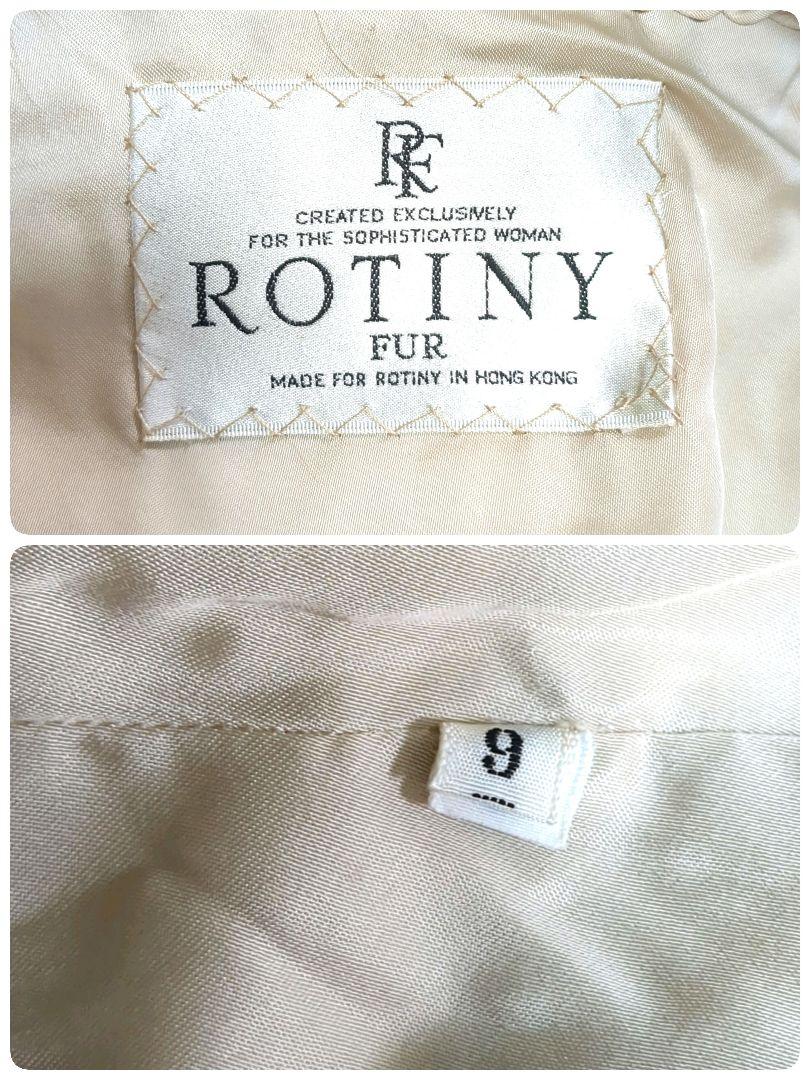 RF
CREATED EXCLUSIVELY
FOR THE SOPHISTICATED WOMAN
ROTINY
FUR
MADE FOR ROTINY IN HONG KONG
9